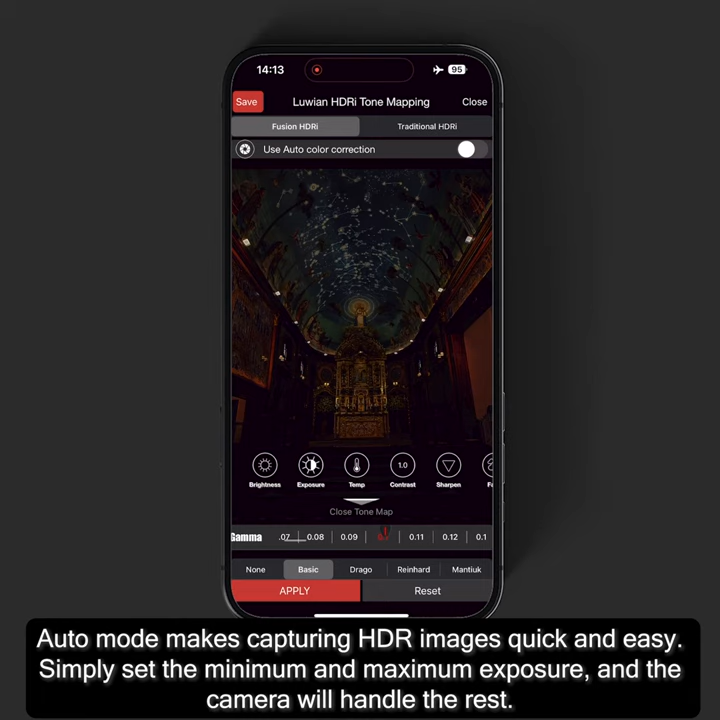 14:13
95
Save
Luwian HDRi Tone Mapping
Close
Fusion HDRi
Traditional HDRi
Use Auto color correction
1.0
Brightness
Exposure
Temp
Contrast
Sharpen
Close Tone Map
Gamma
.07 0.08 0.09 0.11 0.12 0.1
None
Basic
Drago
Reinhard
Mantiuk
APPLY
Reset
Auto mode makes capturing HDR images quick and easy.
Simply set the minimum and maximum exposure, and the
camera will handle the rest.